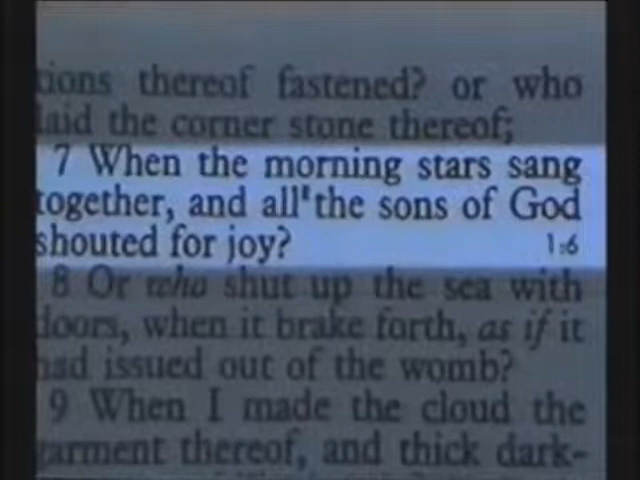 tions thereof fastened? or who
laid the corner stone thereof;
7 When the morning stars sang
together, and all the sons of God
shouted for joy? 1:6
8 Or who shut up the sea with
doors, when it brake forth, as if it
had issued out of the womb?
9 When I made the cloud the
garment thereof, and thick dark-